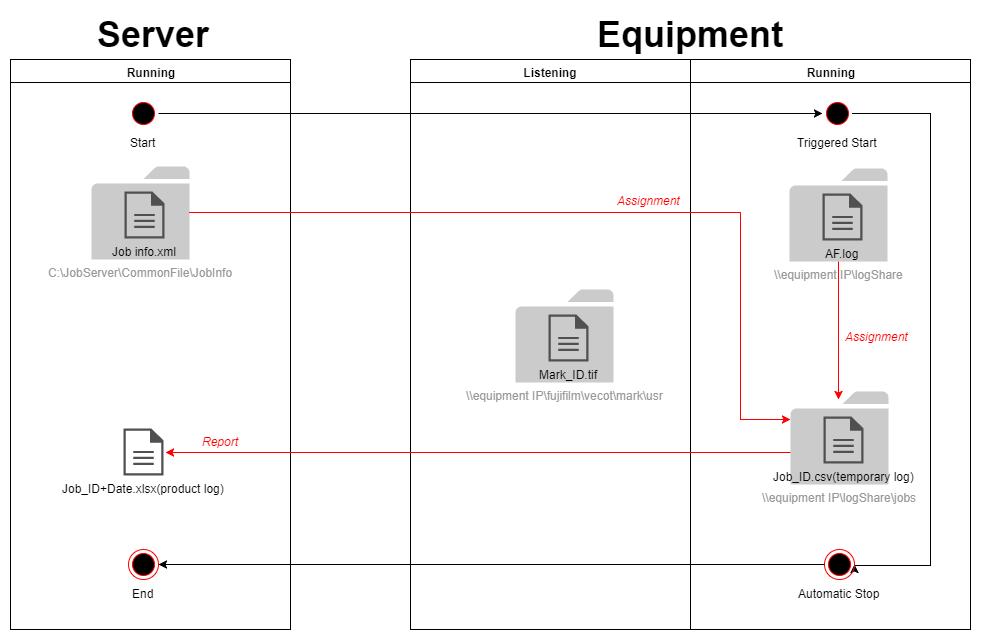 Server
Equipment
Running
Listening
Running
Start
Triggered Start
Assignment
Job info.xml
C:\JobServer\CommonFile\JobInfo
AF.log
\\equipment IP\logShare
Assignment
Mark_ID.tif
\\equipment IP\fujifilm\vecot\mark\usr
Report
Job_ID+Date.xlsx(product log)
Job_ID.csv(temporary log)
\\equipment IP\logShare\jobs
End
Automatic Stop